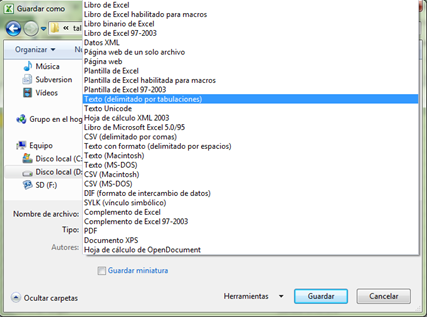 Guardar como
« tal
Organizar
Nu
Música
Subversion
Vídeos
Grupo en el hog
Equipo
Disco local (C:
Disco local (D:
SD (F:)
Libro de Excel
Libro de Excel habilitado para macros
Libro binario de Excel
Libro de Excel 97-2003
Datos XML
Página web de un solo archivo
Página web
Plantilla de Excel
Plantilla de Excel habilitada para macros
Plantilla de Excel 97-2003
Texto (delimitado por tabulaciones)
Texto Unicode
Hoja de cálculo XML 2003
Libro de Microsoft Excel 5.0/95
CSV (delimitado por comas)
Texto con formato (delimitado por espacios)
Texto (Macintosh)
Texto (MS-DOS)
CSV (Macintosh)
CSV (MS-DOS)
DIF (formato de intercambio de datos)
SYLK (vínculo simbólico)
Complemento de Excel
Complemento de Excel 97-2003
PDF
Documento XPS
Hoja de cálculo de OpenDocument
Nombre de archivo:
Tipo:
Autores:
Guardar miniatura
Ocultar carpetas
Herramientas
Guardar
Cancelar